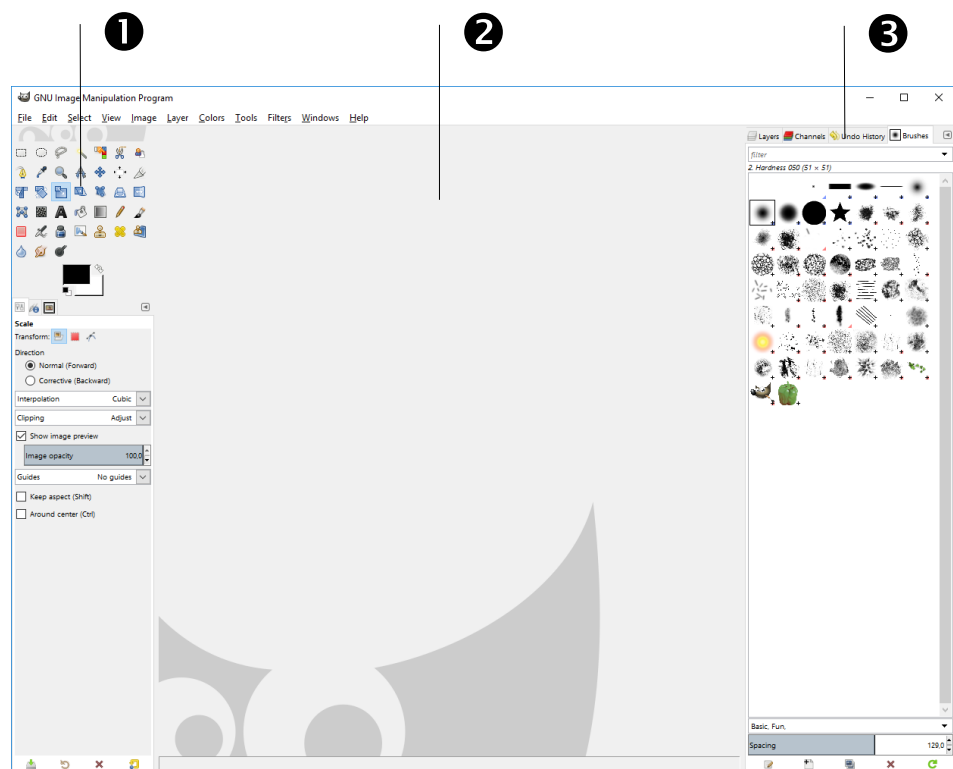 1 2 3
GNU Image Manipulation Program
File Edit Select View Image Layer Colors Tools Filters Windows Help
Layers Channels Undo History Brushes
filter
2. Hardness 050 (51 × 51)
Scale
Transform:
Direction
Normal (Forward)
Corrective (Backward)
Interpolation Cubic
Clipping Adjust
Show image preview
Image opacity 100,0
Guides No guides
Keep aspect (Shift)
Around center (Ctrl)
Basic, Fun,
Spacing 129,0